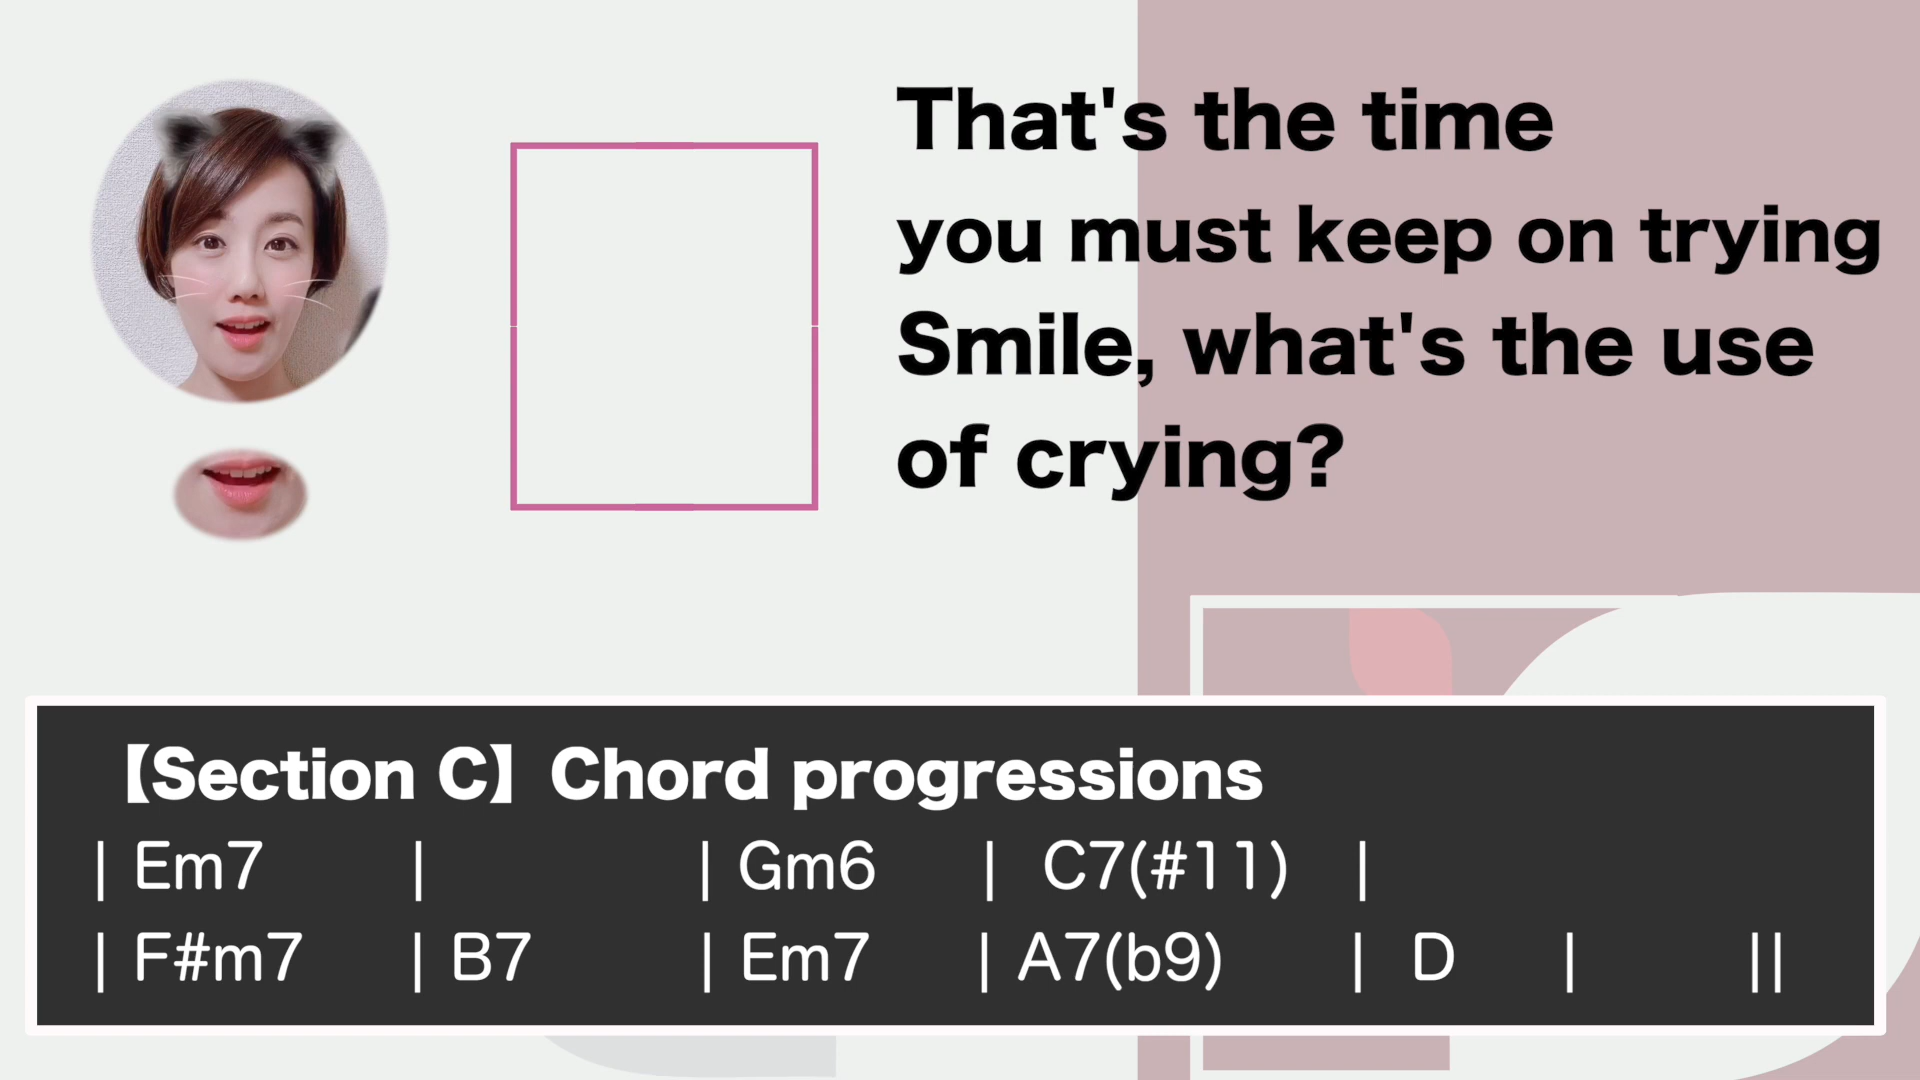 That's the time
you must keep on trying
Smile, what's the use
of crying?
【Section C】Chord progressions
| Em7 | | Gm6 | C7(#11) |
| F#m7 | B7 | Em7 | A7(b9) | D | ||